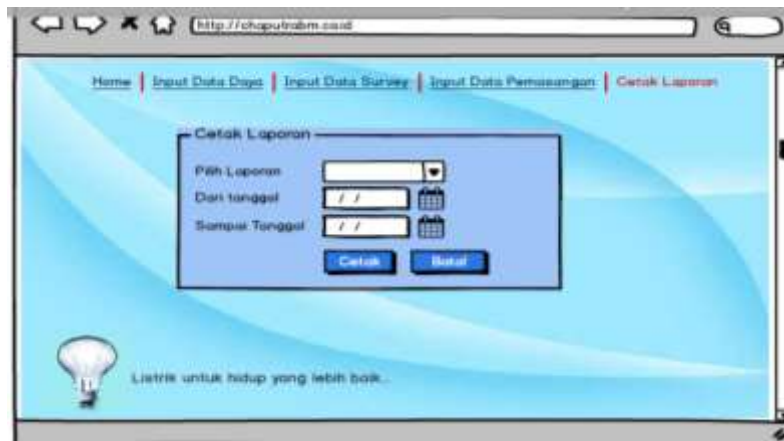 http://chaputrabm.co.id
Home | Input Data Daya | Input Data Survey | Input Data Pemasangan | Cetak Laporan
Cetak Laporan
Pilih Laporan
Dari tanggal / /
Sampai Tanggal / /
Cetak Batal
Listrik untuk hidup yang lebih baik...